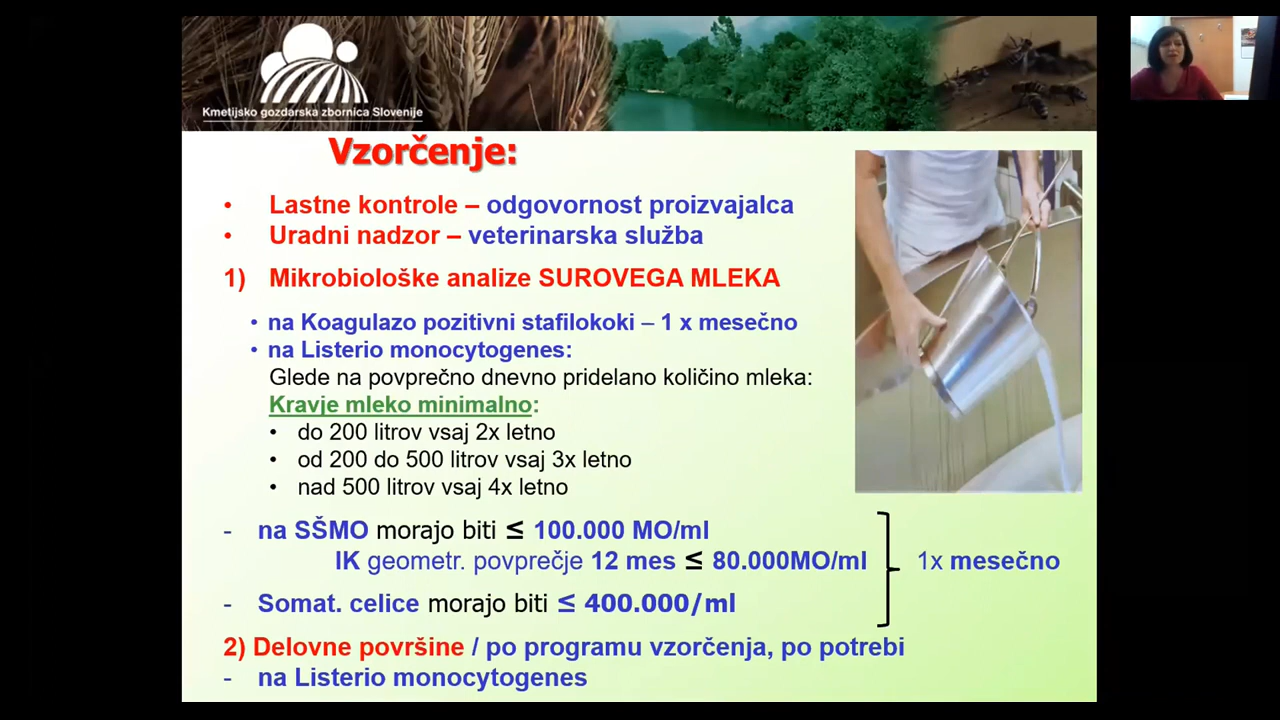 Kmetijsko gozdarska zbornica Slovenije
Vzorčenje:
• Lastne kontrole – odgovornost proizvajalca
• Uradni nadzor – veterinarska služba
1) Mikrobiološke analize SUROVEGA MLEKA
• na Koagulazo pozitivni stafilokoki – 1 x mesečno
• na Listerio monocytogenes:
Glede na povprečno dnevno pridelano količino mleka:
Kravje mleko minimalno:
• do 200 litrov vsaj 2x letno
• od 200 do 500 litrov vsaj 3x letno
• nad 500 litrov vsaj 4x letno
- na SŠMO morajo biti ≤ 100.000 MO/ml
IK geometr. povprečje 12 mes ≤ 80.000MO/ml
1x mesečno
- Somat. celice morajo biti ≤ 400.000/ml
2) Delovne površine / po programu vzorčenja, po potrebi
- na Listerio monocytogenes